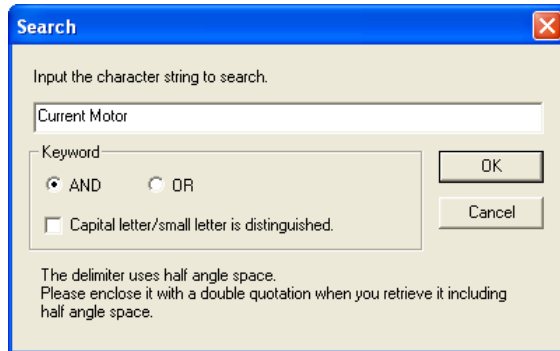 Search
Input the character string to search.
Current Motor
Keyword
AND OR
Capital letter/small letter is distinguished.
OK
Cancel
The delimiter uses half angle space.
Please enclose it with a double quotation when you retrieve it including
half angle space.